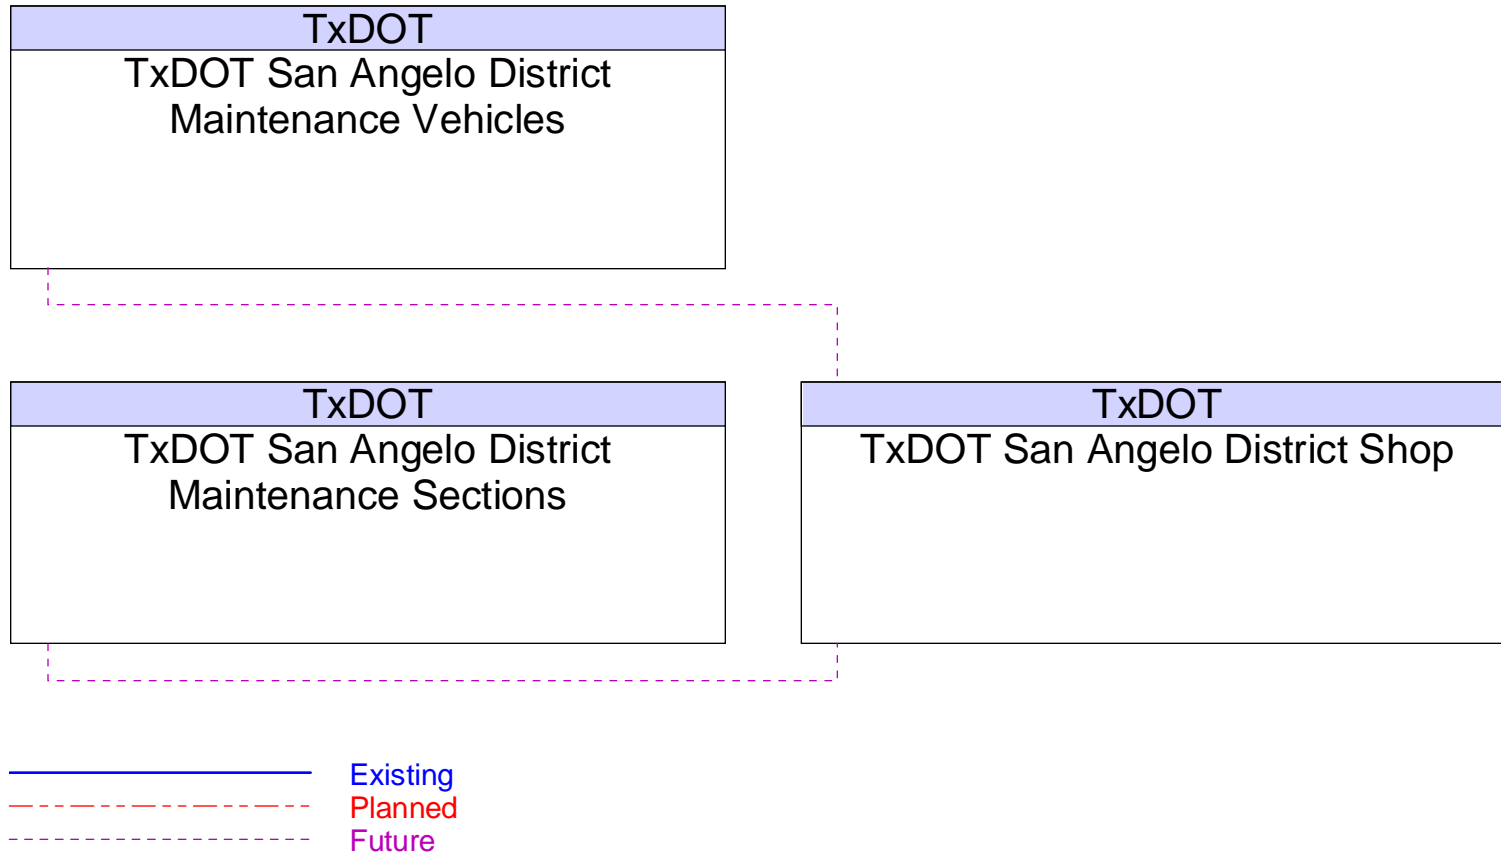 TxDOT
TxDOT San Angelo District
Maintenance Vehicles
TxDOT
TxDOT San Angelo District
Maintenance Sections
TxDOT
TxDOT San Angelo District Shop
Existing
Planned
Future